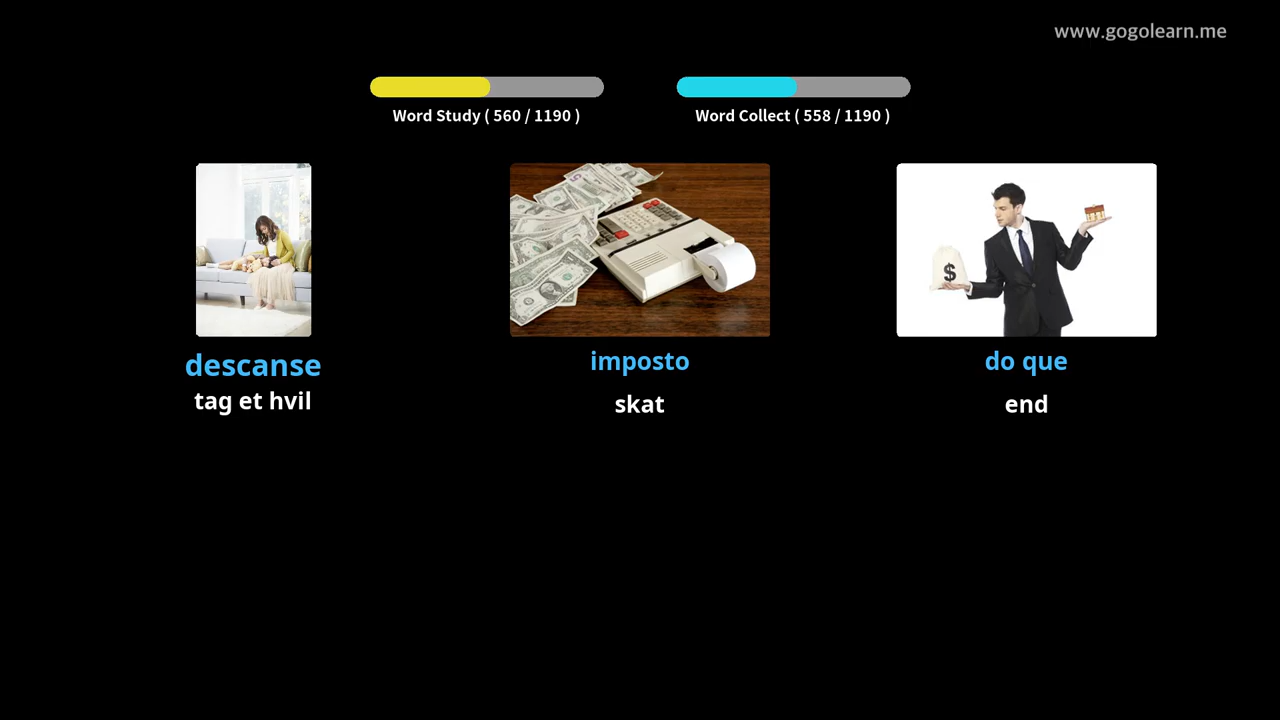 www.gogolearn.me
Word Study ( 560 / 1190 )
Word Collect ( 558 / 1190 )
descanse
tag et hvil
imposto
skat
do que
end
$